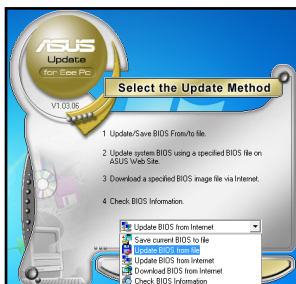 ASUS
Update
for Eee Pc
V1.03.06
Select the Update Method
1 Update/Save BIOS From/to file.
2 Update system BIOS using a specified BIOS file on
ASUS Web Site.
3 Download a specified BIOS image file via Internet.
4 Check BIOS Information.
Update BIOS from Internet
Save current BIOS to file
Update BIOS from file
Update BIOS from Internet
Download BIOS from Internet
Check BIOS Information